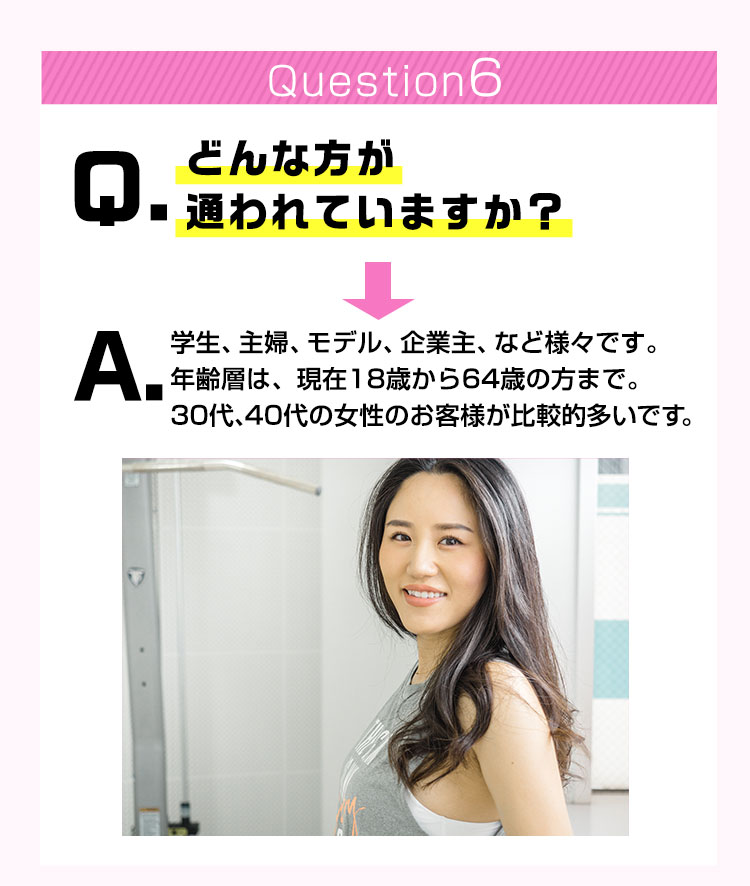 Question6
Q. どんな方が
通われていますか?
A. 学生、主婦、モデル、企業主、など様々です。
年齢層は、現在18歳から64歳の方まで。
30代、40代の女性のお客様が比較的多いです。